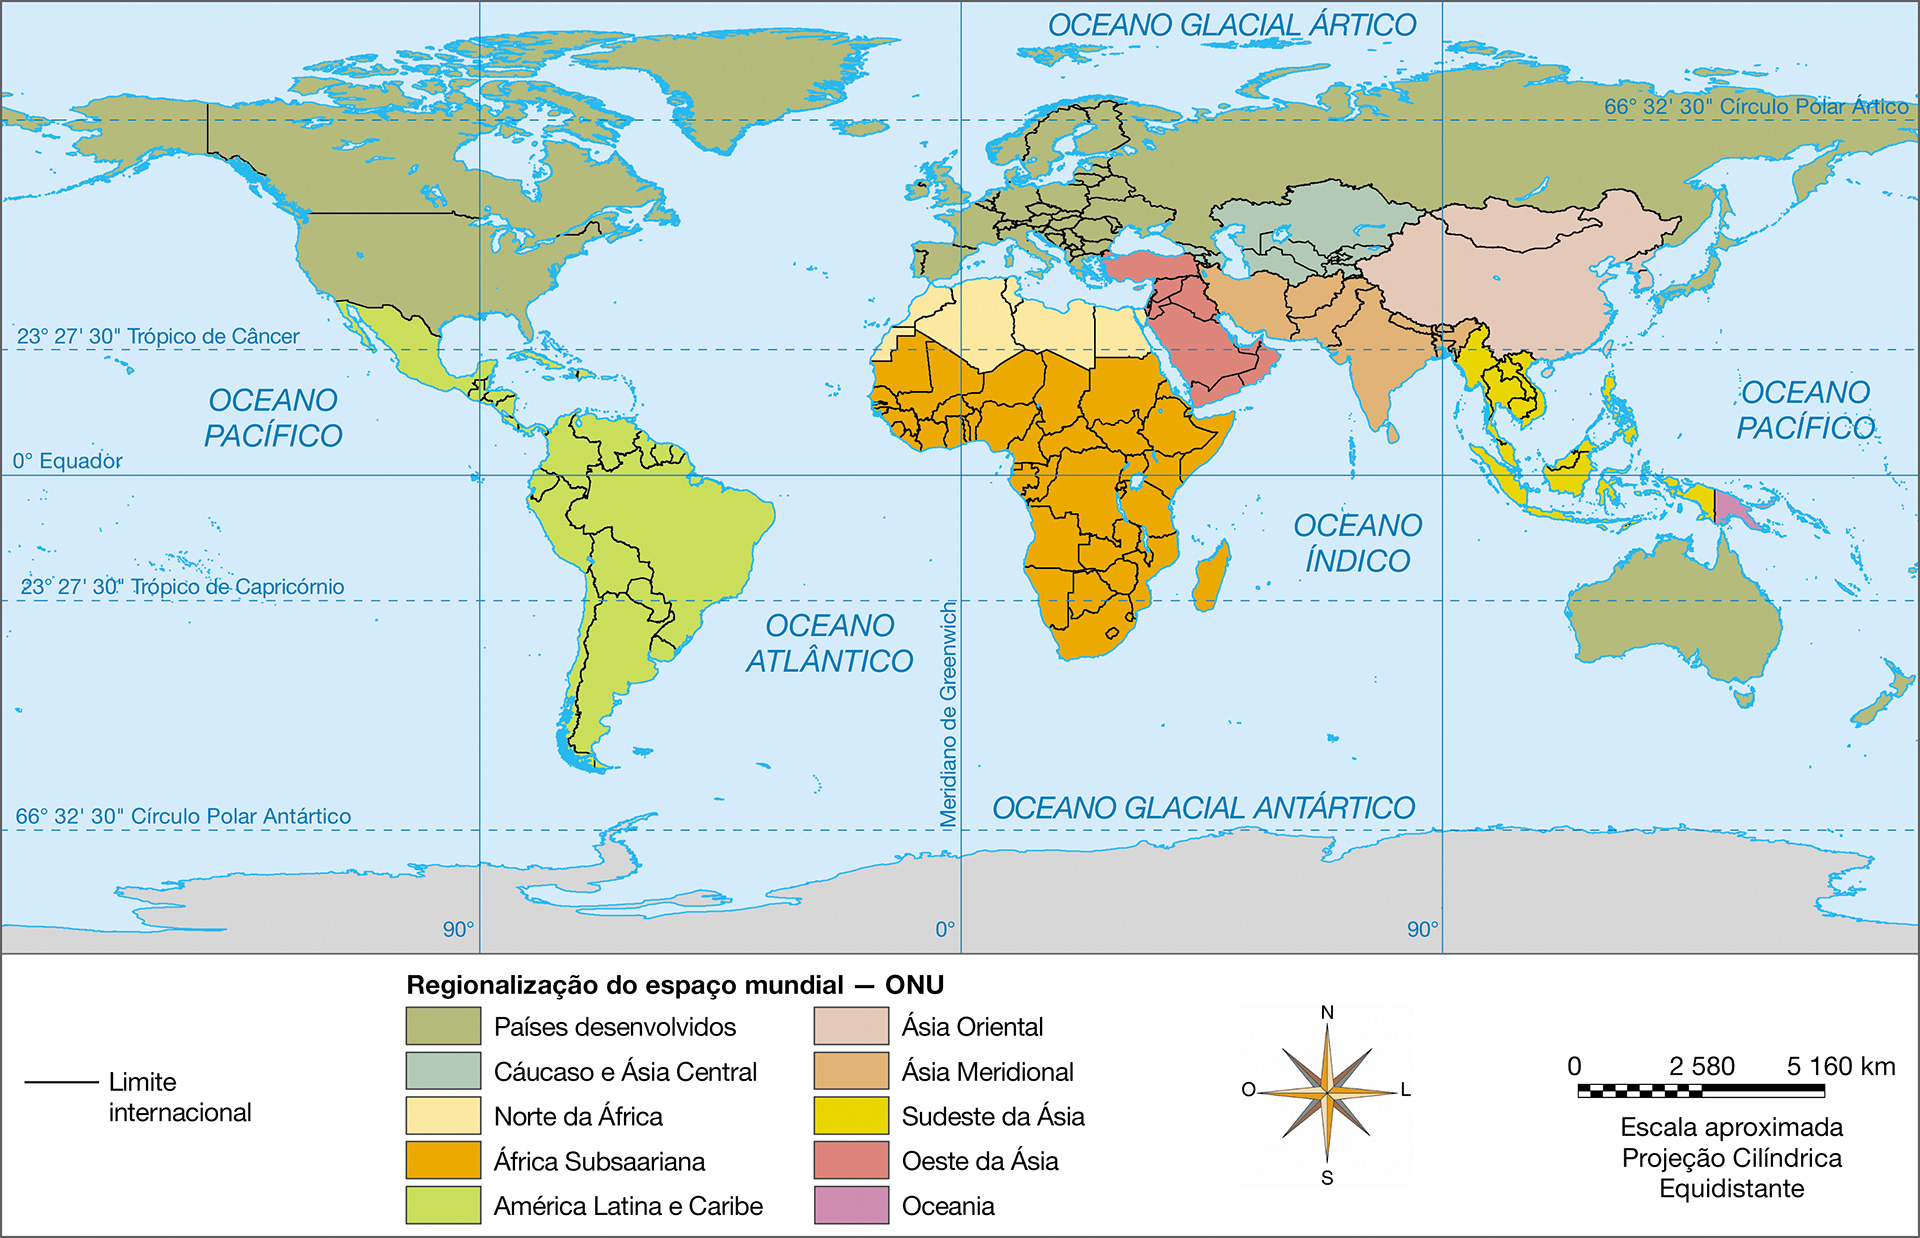 OCEANO GLACIAL ÁRTICO
66° 32' 30" Círculo Polar Ártico
23° 27' 30" Trópico de Câncer
OCEANO
PACÍFICO
OCEANO
PACÍFICO
0° Equador
OCEANO
ÍNDICO
23° 27' 30" Trópico de Capricórnio
OCEANO
ATLÂNTICO
Meridiano de Greenwich
66° 32' 30" Círculo Polar Antártico
OCEANO GLACIAL ANTÁRTICO
90°
0°
90°
Regionalização do espaço mundial — ONU
Limite
internacional
Países desenvolvidos
Cáucaso e Ásia Central
Norte da África
África Subsaariana
América Latina e Caribe
Ásia Oriental
Ásia Meridional
Sudeste da Ásia
Oeste da Ásia
Oceania
N
O
L
S
0 2 580 5 160 km
Escala aproximada
Projeção Cilíndrica
Equidistante